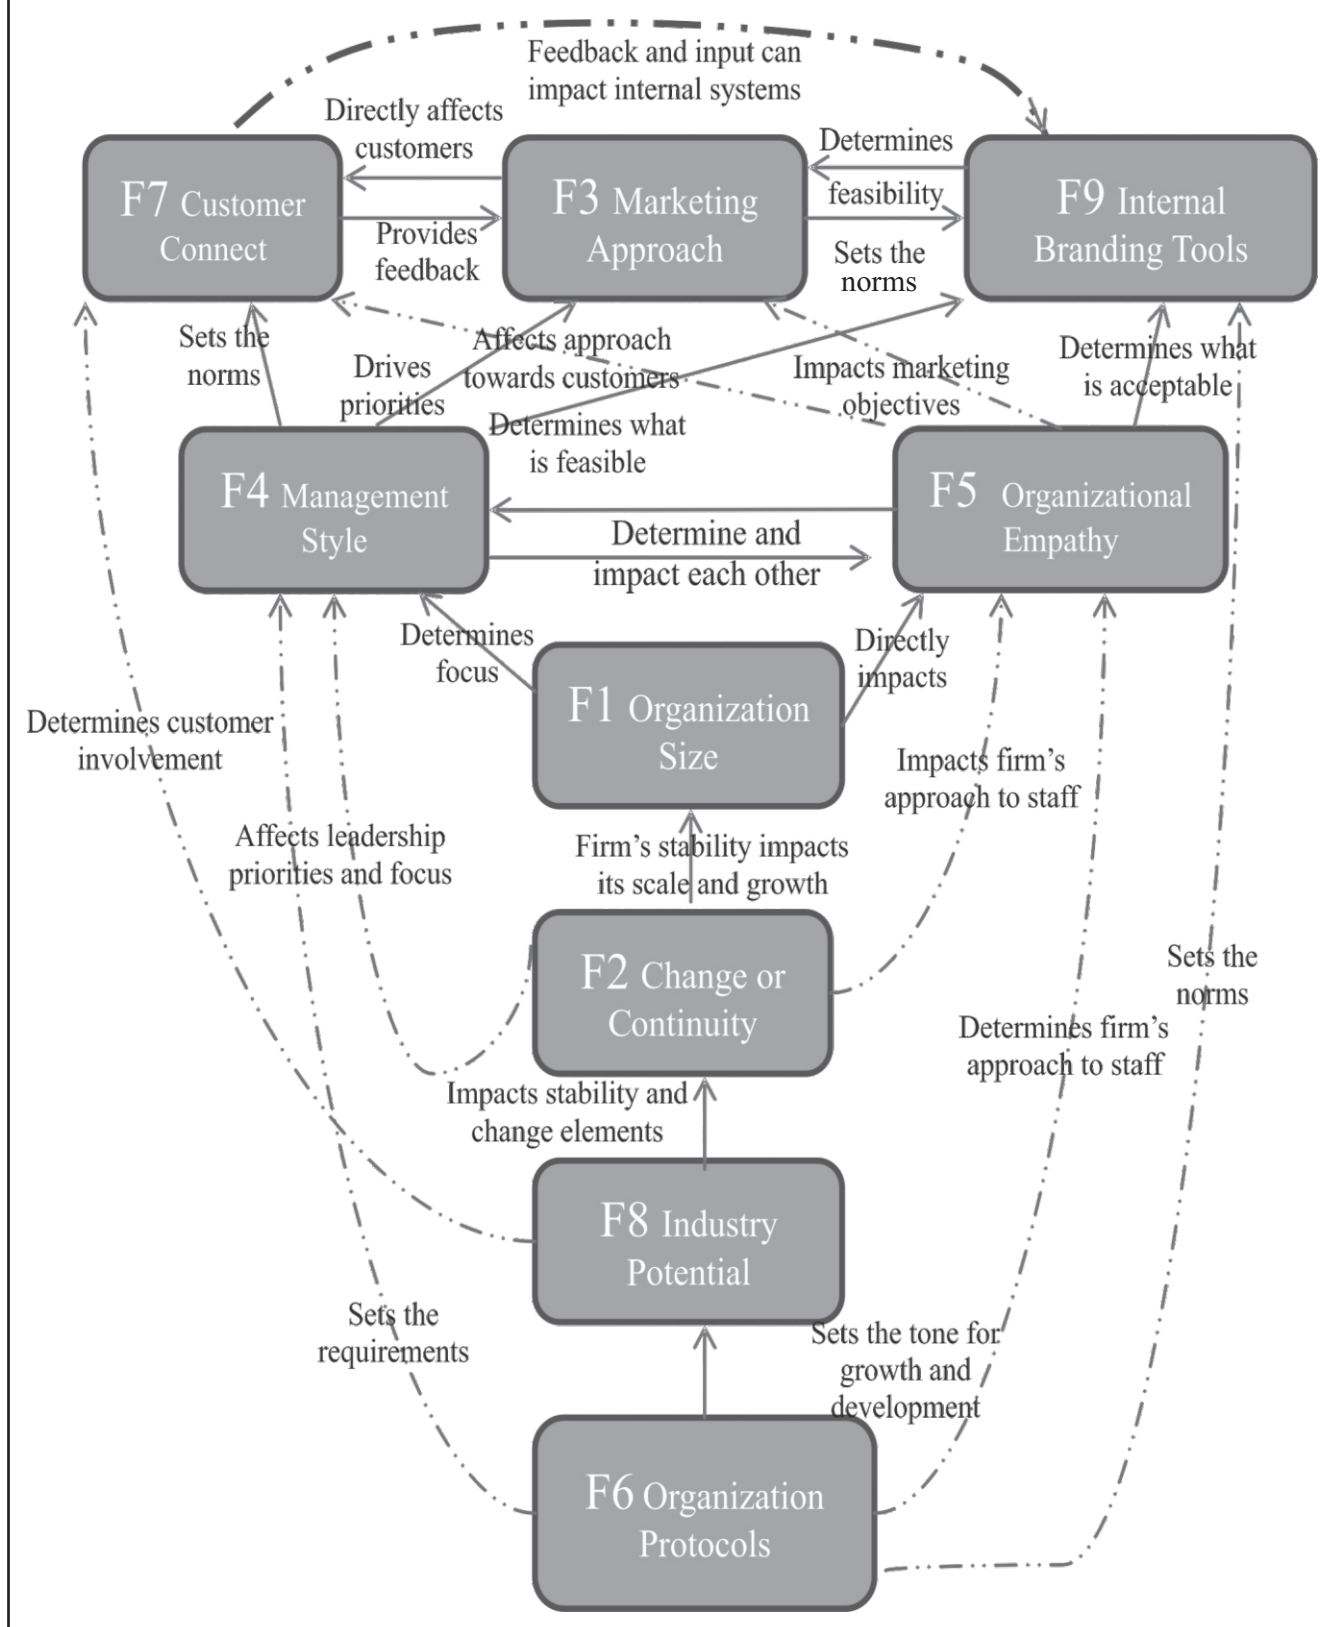 Feedback and input can
impact internal systems
Directly affects
customers
Determines
feasibility
F7 Customer
Connect
F3 Marketing
Approach
F9 Internal
Branding Tools
Provides
feedback
Sets the
norms
Sets the
norms
Drives
priorities
Affects approach
towards customers
Impacts marketing
objectives
Determines what
is acceptable
Determines what
is feasible
F4 Management
Style
F5 Organizational
Empathy
Determine and
impact each other
Determines
focus
Directly
impacts
F1 Organization
Size
Determines customer
involvement
Impacts firm’s
approach to staff
Affects leadership
priorities and focus
Firm’s stability impacts
its scale and growth
F2 Change or
Continuity
Sets the
norms
Determines firm’s
approach to staff
Impacts stability and
change elements
F8 Industry
Potential
Sets the
requirements
Sets the tone for
growth and
development
F6 Organization
Protocols